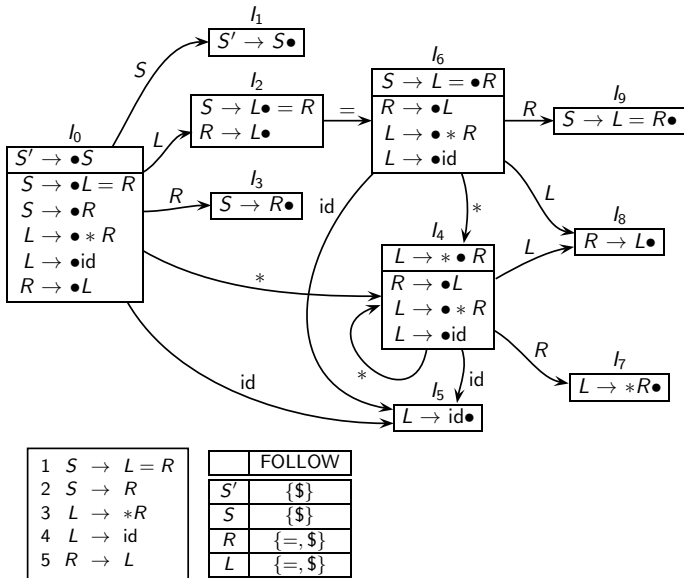 I₁
S′ → S●
S
I₂
S → L● = R
R → L●
=
I₆
S → L = ●R
R → ●L
L → ● ∗ R
L → ●id
R
I₉
S → L = R●
I₀
S′ → ●S
S → ●L = R
S → ●R
L → ● ∗ R
L → ●id
R → ●L
L
R
I₃
S → R●
id
∗
L
I₈
R → L●
I₄
L → ∗ ● R
R → ●L
L → ● ∗ R
L → ●id
L
∗
∗
R
I₇
L → ∗R●
id
id
I₅
L → id●
1 S → L = R
2 S → R
3 L → ∗R
4 L → id
5 R → L
FOLLOW
S′ {$}
S {$}
R {=, $}
L {=, $}